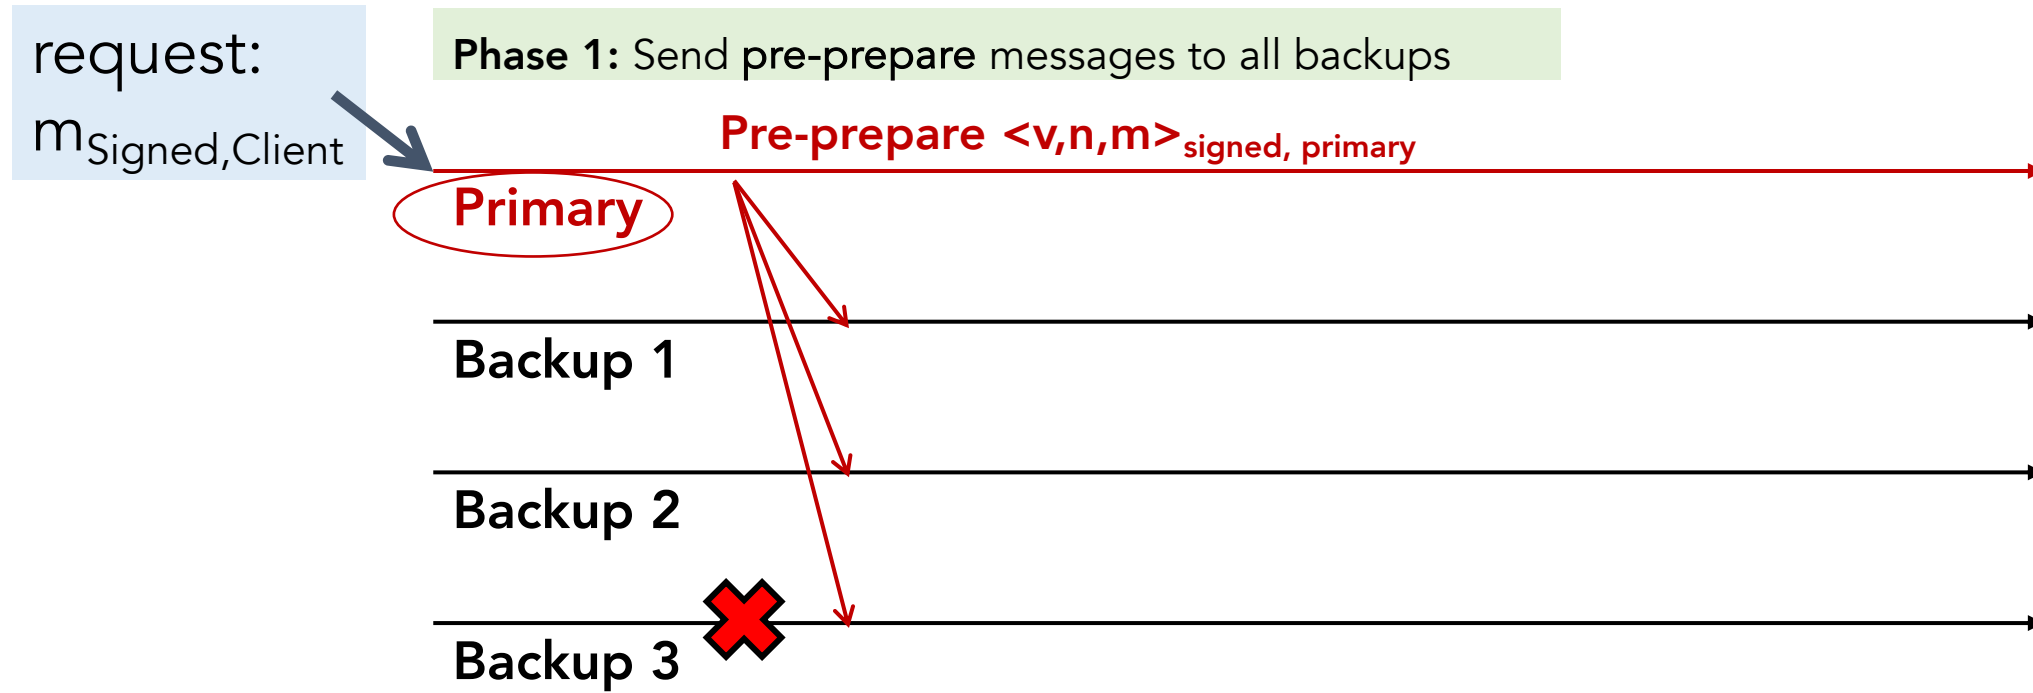 request:
m_Signed,Client
Phase 1: Send pre-prepare messages to all backups
Pre-prepare <v,n,m>signed, primary
Primary
Backup 1
Backup 2
Backup 3